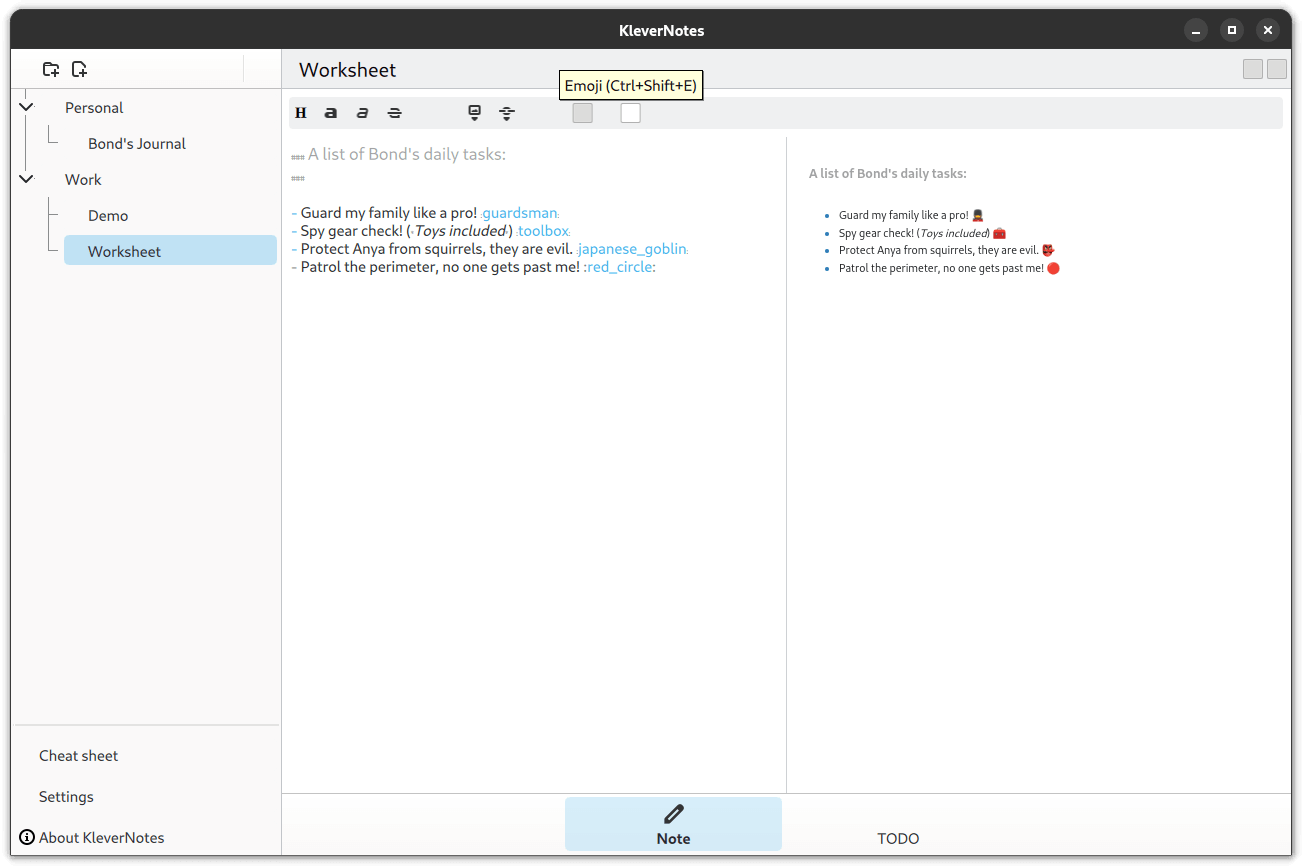 KleverNotes
Worksheet
Emoji (Ctrl+Shift+E)
H a a a
Personal
Bond's Journal
Work
Demo
Worksheet
### A list of Bond's daily tasks:
###
- Guard my family like a pro! :guardsman:
- Spy gear check! (*Toys included*) :toolbox:
- Protect Anya from squirrels, they are evil. :japanese_goblin:
- Patrol the perimeter, no one gets past me! :red_circle:
A list of Bond's daily tasks:
• Guard my family like a pro! 💂
• Spy gear check! (Toys included) 🧰
• Protect Anya from squirrels, they are evil. 👺
• Patrol the perimeter, no one gets past me! 🔴
Cheat sheet
Settings
About KleverNotes
Note
TODO